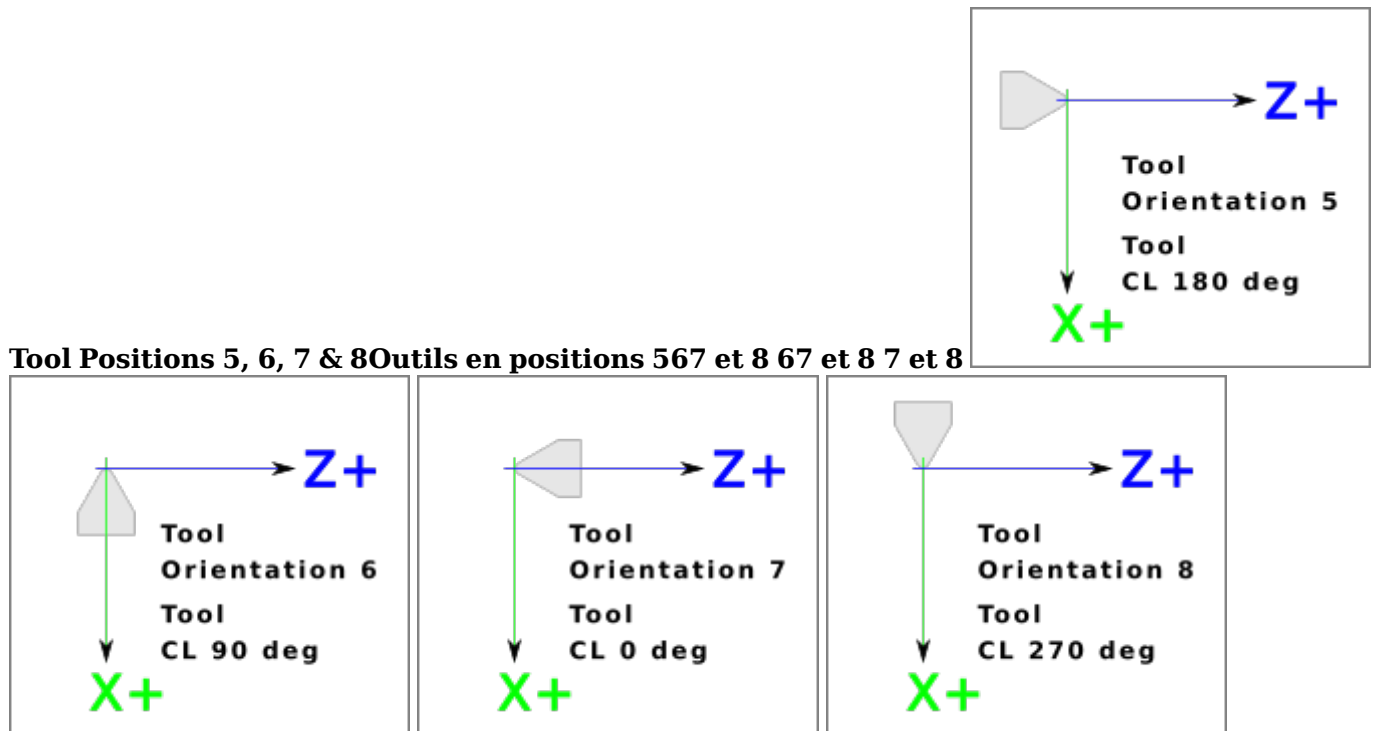 Z+
Tool
Orientation 5
Tool
CL 180 deg
X+
Tool Positions 5, 6, 7 & 8Outils en positions 567 et 8 67 et 8 7 et 8
Z+
Tool
Orientation 6
Tool
CL 90 deg
X+
Z+
Tool
Orientation 7
Tool
CL 0 deg
X+
Z+
Tool
Orientation 8
Tool
CL 270 deg
X+